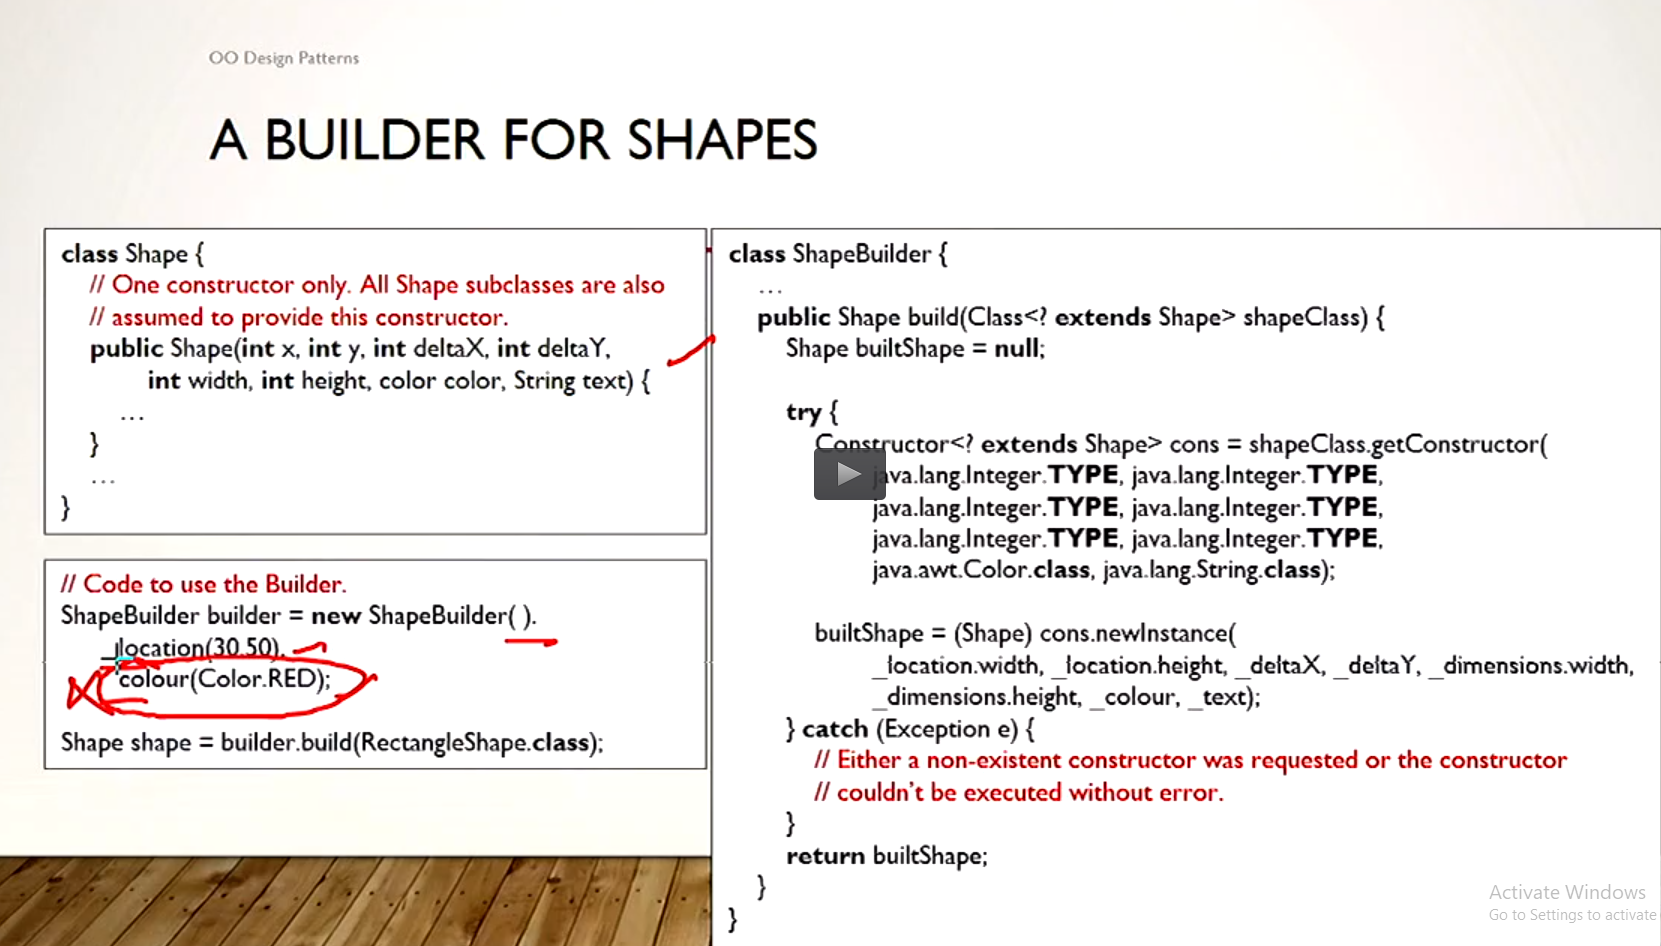 OO Design Patterns
A BUILDER FOR SHAPES
class Shape {
// One constructor only. All Shape subclasses are also
// assumed to provide this constructor.
public Shape(int x, int y, int deltaX, int deltaY,
int width, int height, color color, String text) {
...
}
...
}
// Code to use the Builder.
ShapeBuilder builder = new ShapeBuilder( ).
location(30,50).
colour(Color.RED);
Shape shape = builder.build(RectangleShape.class);
class ShapeBuilder {
...
public Shape build(Class<? extends Shape> shapeClass) {
Shape builtShape = null;
try {
Constructor<? extends Shape> cons = shapeClass.getConstructor(
java.lang.Integer.TYPE, java.lang.Integer.TYPE,
java.lang.Integer.TYPE, java.lang.Integer.TYPE,
java.lang.Integer.TYPE, java.lang.Integer.TYPE,
java.awt.Color.class, java.lang.String.class);
builtShape = (Shape) cons.newInstance(
_location.width, _location.height, _deltaX, _deltaY, _dimensions.width,
_dimensions.height, _colour, _text);
} catch (Exception e) {
// Either a non-existent constructor was requested or the constructor
// couldn't be executed without error.
}
return builtShape;
}
}
Activate Windows
Go to Settings to activate